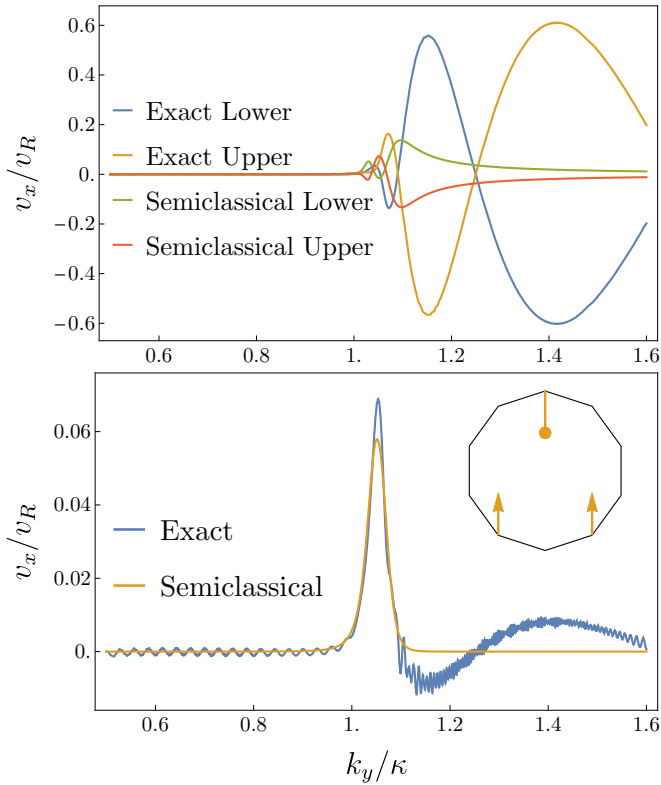 0.6
0.4
0.2
0.
−0.2
−0.4
−0.6
v_x/v_R
Exact Lower
Exact Upper
Semiclassical Lower
Semiclassical Upper
0.6 0.8 1. 1.2 1.4 1.6
0.06
0.04
0.02
0.
v_x/v_R
Exact
Semiclassical
0.6 0.8 1. 1.2 1.4 1.6
k_y/κ